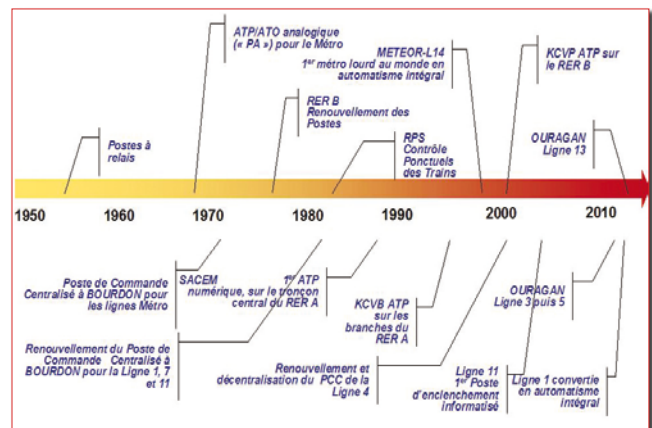 ATP/ATO analogique
(« PA ») pour le Métro
METEOR-L14
1er métro lourd au monde en
automatisme intégral
KCVP ATP sur
le RER B
RER B
Renouvellement des
Postes
Postes à
relais
RPS
Contrôle
Ponctuels
des Trains
OURAGAN
Ligne 13
1950
1960
1970
1980
1990
2000
2010
Poste de Commande
Centralisé à BOURDON pour
les lignes Métro
SACEM 1er ATP
numérique, sur le tronçon
central du RER A
KCVB ATP
sur les
branches du
RER A
OURAGAN
Ligne 3 puis 5
Renouvellement du Poste de
Commande Centralisé à
BOURDON pour la Ligne 1, 7
et 11
Renouvellement et
décentralisation du PCC de la
Ligne 4
Ligne 11
1er Poste
d'enclenchement
informatisé
Ligne 1 convertie
en automatisme
intégral